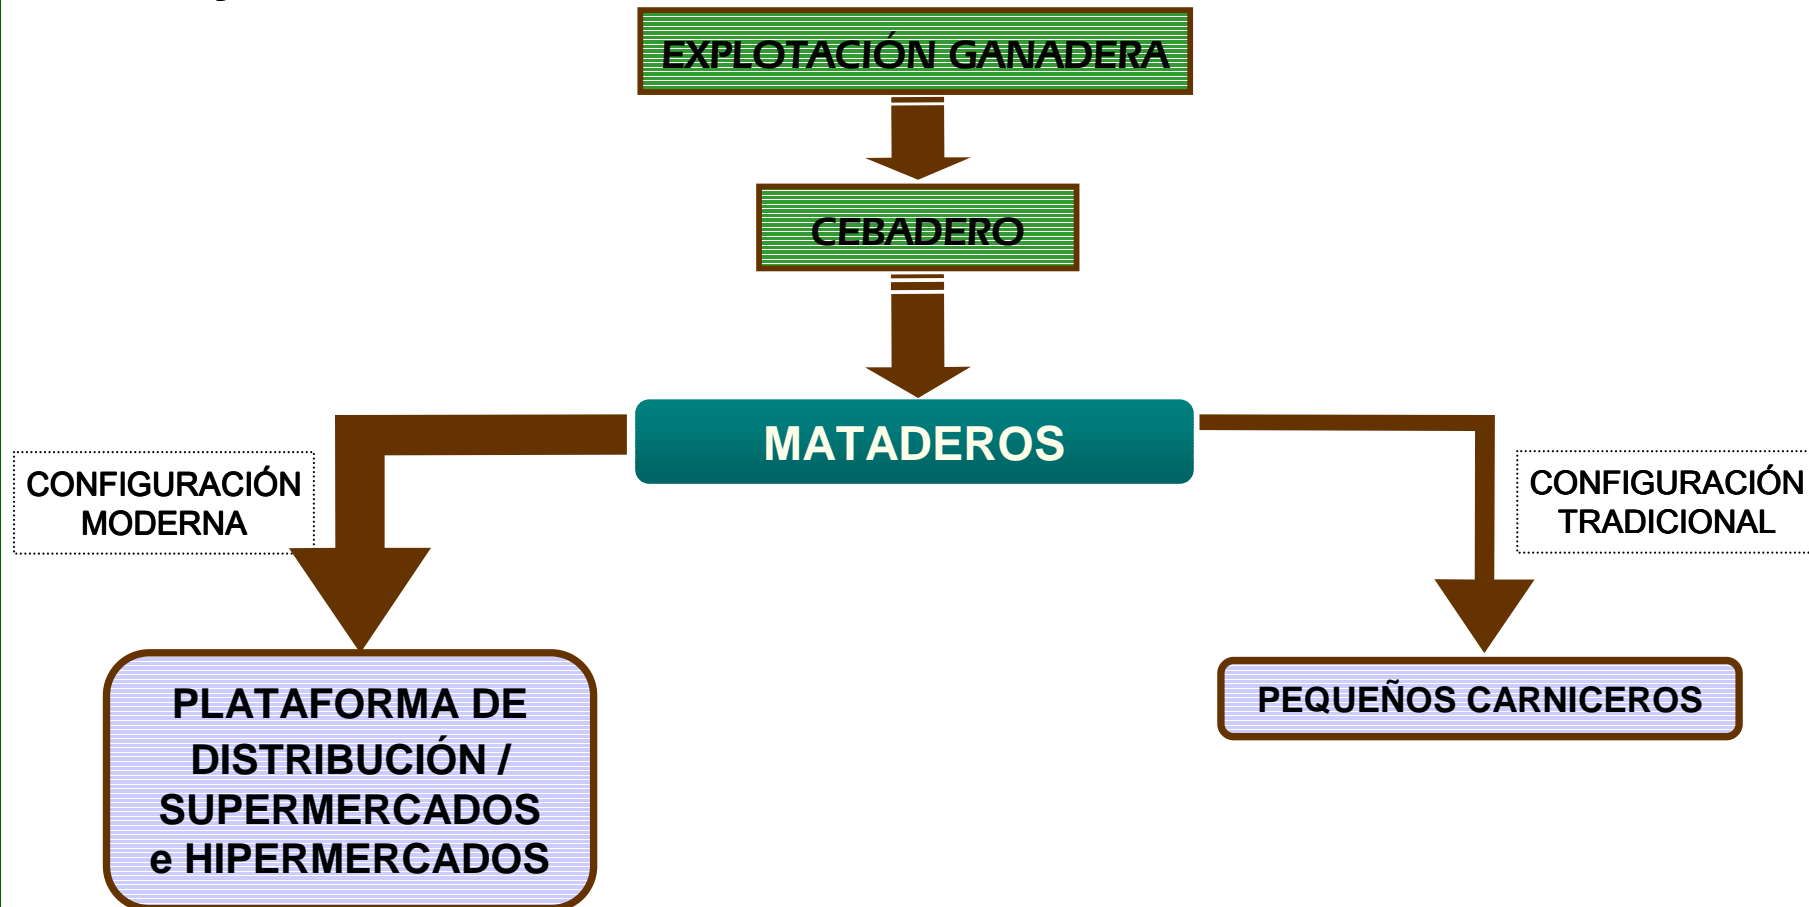 EXPLOTACIÓN GANADERA
CEBADERO
MATADEROS
CONFIGURACIÓN
MODERNA
CONFIGURACIÓN
TRADICIONAL
PLATAFORMA DE
DISTRIBUCIÓN /
SUPERMERCADOS
e HIPERMERCADOS
PEQUEÑOS CARNICEROS